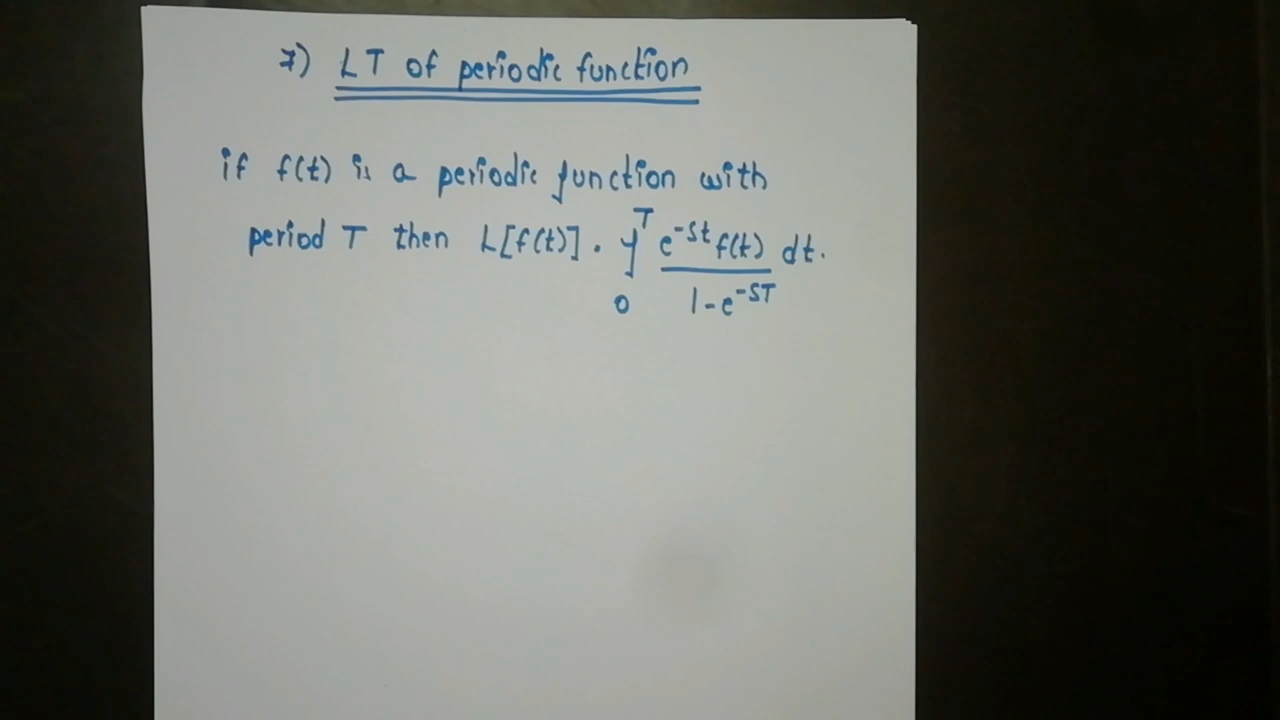 7) LT of periodic function
if f(t) is a periodic function with
period T then L[f(t)] . ∫₀ᵀ e^-St f(t) / 1-e^-ST dt.